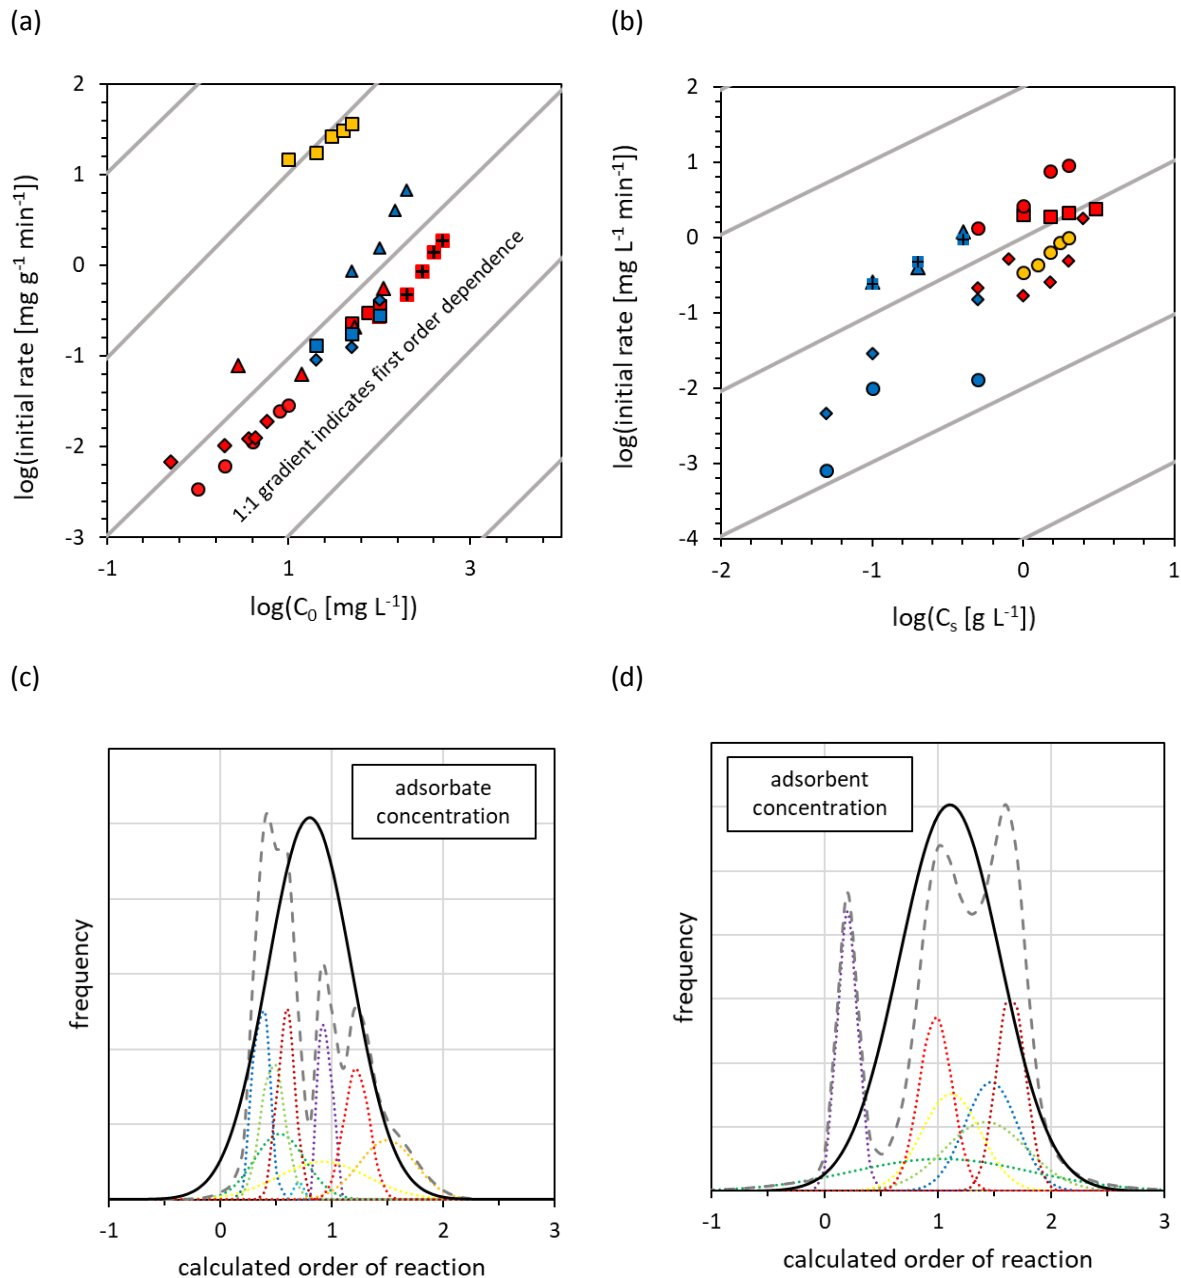 (a)
(b)
2
1
0
-1
-2
-3
-1
1
3
log(initial rate [mg g⁻¹ min⁻¹])
log(C₀ [mg L⁻¹])
1:1 gradient indicates first order dependence
2
1
0
-1
-2
-3
-4
-2
-1
0
1
log(initial rate [mg L⁻¹ min⁻¹])
log(Cₛ [g L⁻¹])
(c)
(d)
adsorbate
concentration
frequency
-1
0
1
2
3
calculated order of reaction
adsorbent
concentration
frequency
-1
0
1
2
3
calculated order of reaction